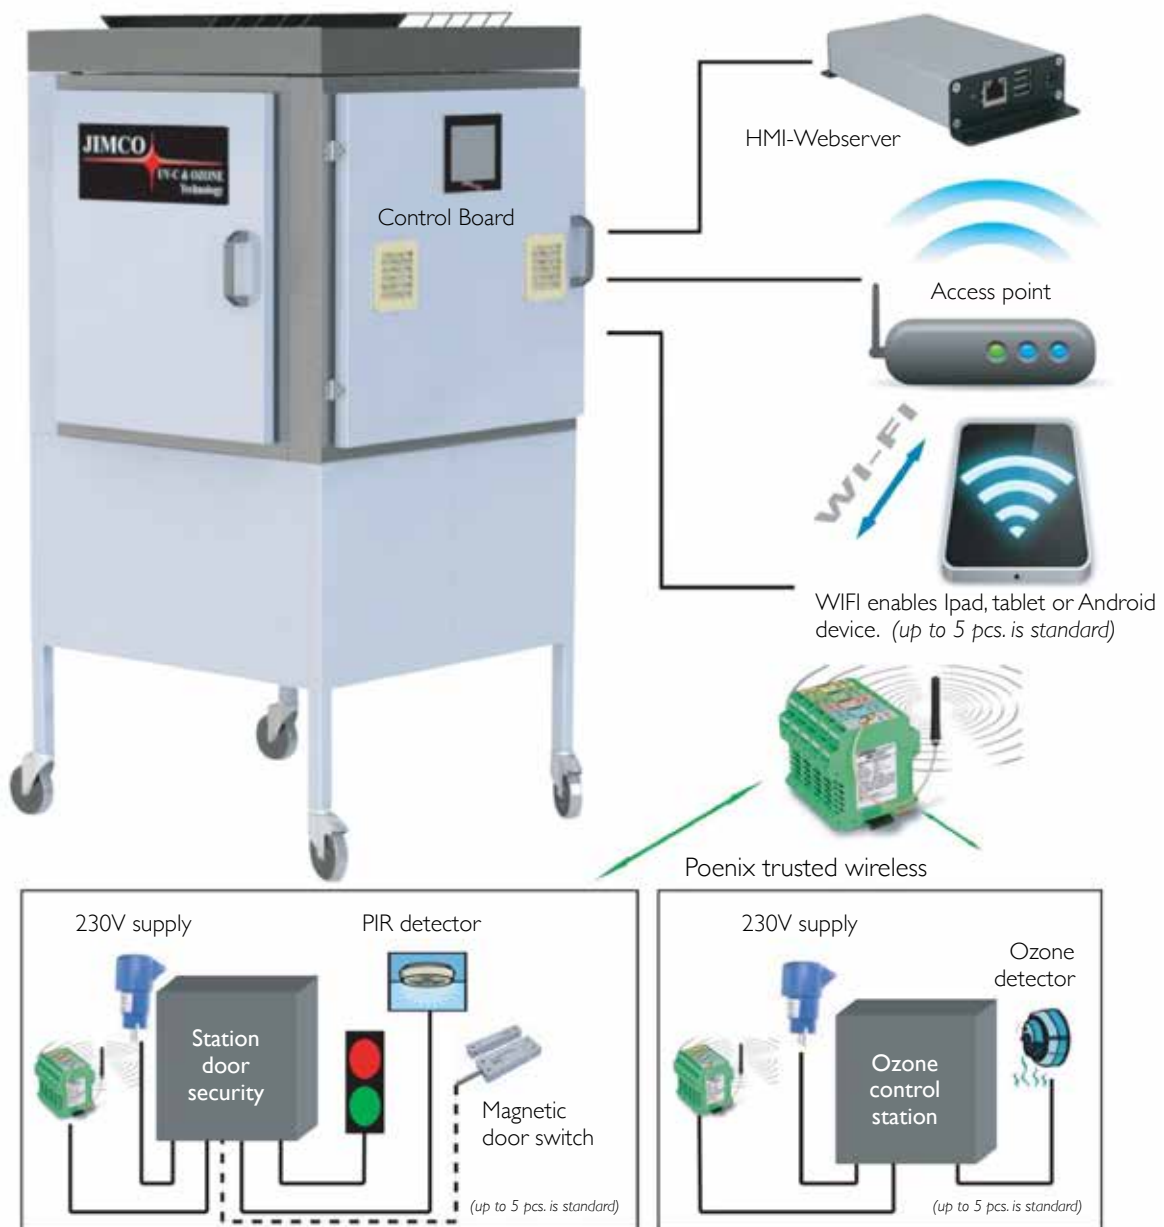 JIMCO
UV-C & OZONE
Technology
Control Board
HMI-Webserver
Access point
WI-FI
WIFI enables Ipad, tablet or Android
device. (up to 5 pcs. is standard)
Poenix trusted wireless
230V supply
PIR detector
Station
door
security
Magnetic
door switch
(up to 5 pcs. is standard)
230V supply
Ozone
detector
Ozone
control
station
(up to 5 pcs. is standard)